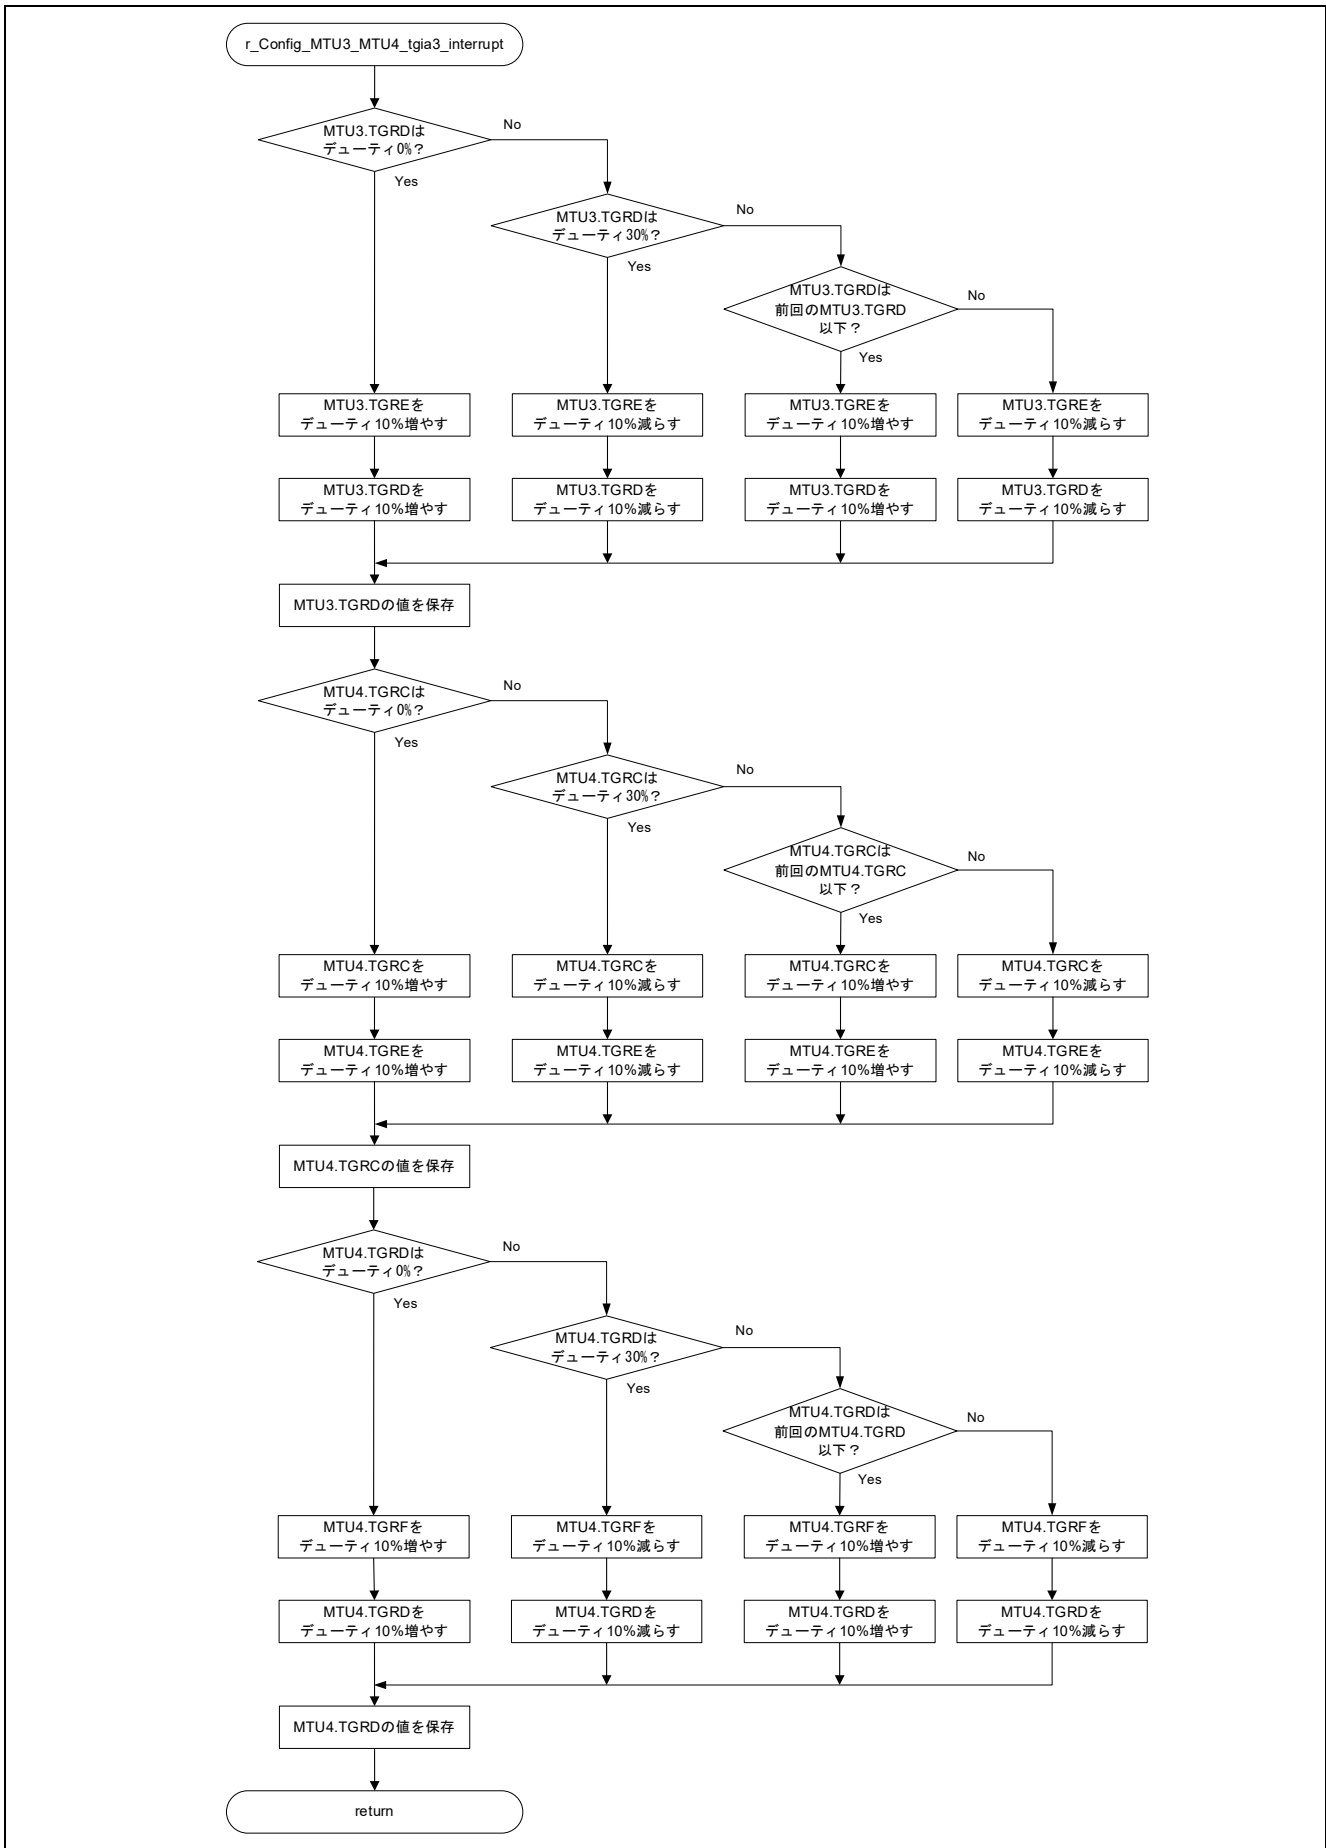 r_Config_MTU3_MTU4_tgia3_interrupt
MTU3.TGRDは
デューティ0%?
No
Yes
MTU3.TGRDは
デューティ30%?
No
Yes
MTU3.TGRDは
前回のMTU3.TGRD
以下?
No
Yes
MTU3.TGREを
デューティ10%増やす
MTU3.TGREを
デューティ10%減らす
MTU3.TGREを
デューティ10%増やす
MTU3.TGREを
デューティ10%減らす
MTU3.TGRDを
デューティ10%増やす
MTU3.TGRDを
デューティ10%減らす
MTU3.TGRDを
デューティ10%増やす
MTU3.TGRDを
デューティ10%減らす
MTU3.TGRDの値を保存
MTU4.TGRCは
デューティ0%?
No
Yes
MTU4.TGRCは
デューティ30%?
No
Yes
MTU4.TGRCは
前回のMTU4.TGRC
以下?
No
Yes
MTU4.TGRCを
デューティ10%増やす
MTU4.TGRCを
デューティ10%減らす
MTU4.TGRCを
デューティ10%増やす
MTU4.TGRCを
デューティ10%減らす
MTU4.TGREを
デューティ10%増やす
MTU4.TGREを
デューティ10%減らす
MTU4.TGREを
デューティ10%増やす
MTU4.TGREを
デューティ10%減らす
MTU4.TGRCの値を保存
MTU4.TGRDは
デューティ0%?
No
Yes
MTU4.TGRDは
デューティ30%?
No
Yes
MTU4.TGRDは
前回のMTU4.TGRD
以下?
No
Yes
MTU4.TGRFを
デューティ10%増やす
MTU4.TGRFを
デューティ10%減らす
MTU4.TGRFを
デューティ10%増やす
MTU4.TGRFを
デューティ10%減らす
MTU4.TGRDを
デューティ10%増やす
MTU4.TGRDを
デューティ10%減らす
MTU4.TGRDを
デューティ10%増やす
MTU4.TGRDを
デューティ10%減らす
MTU4.TGRDの値を保存
return